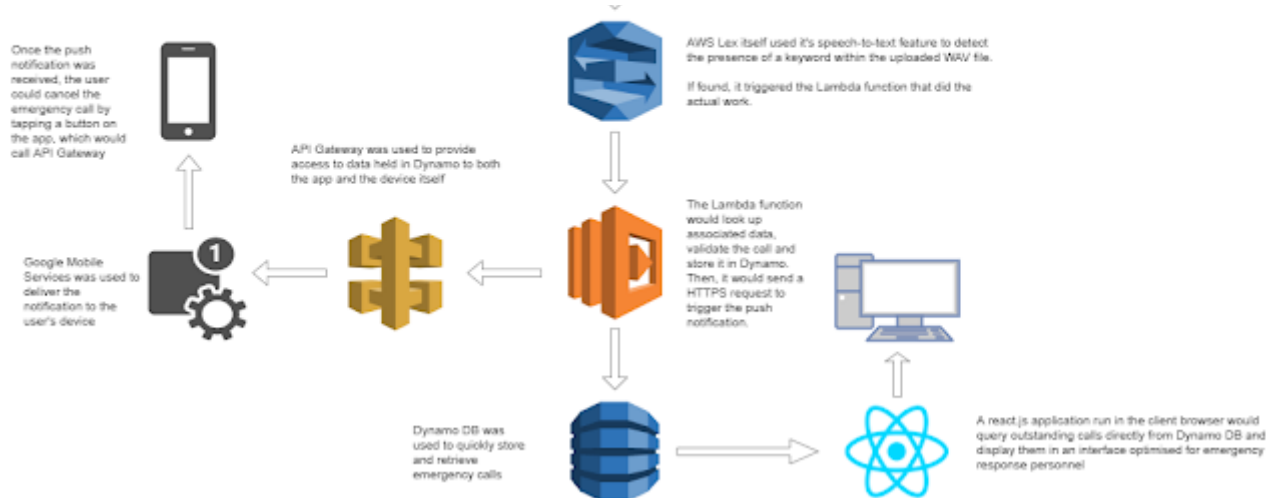 Once the push
notification was
received, the user
could cancel the
emergency call by
tapping a button on
the app, which would
call API Gateway
AWS Lex itself used it's speech-to-text feature to detect
the presence of a keyword within the uploaded WAV file.
If found, it triggered the Lambda function that did the
actual work.
API Gateway was used to provide
access to data held in Dynamo to both
the app and the device itself
The Lambda function
would look up
associated data,
validate the call and
store it in Dynamo.
Then, it would send a
HTTPS request to
trigger the push
notification.
Google Mobile
Services was used to
deliver the
notification to the
user's device
1
Dynamo DB was
used to quickly store
and retrieve
emergency calls
A react.js application run in the client browser would
query outstanding calls directly from Dynamo DB and
display them in an interface optimised for emergency
response personnel